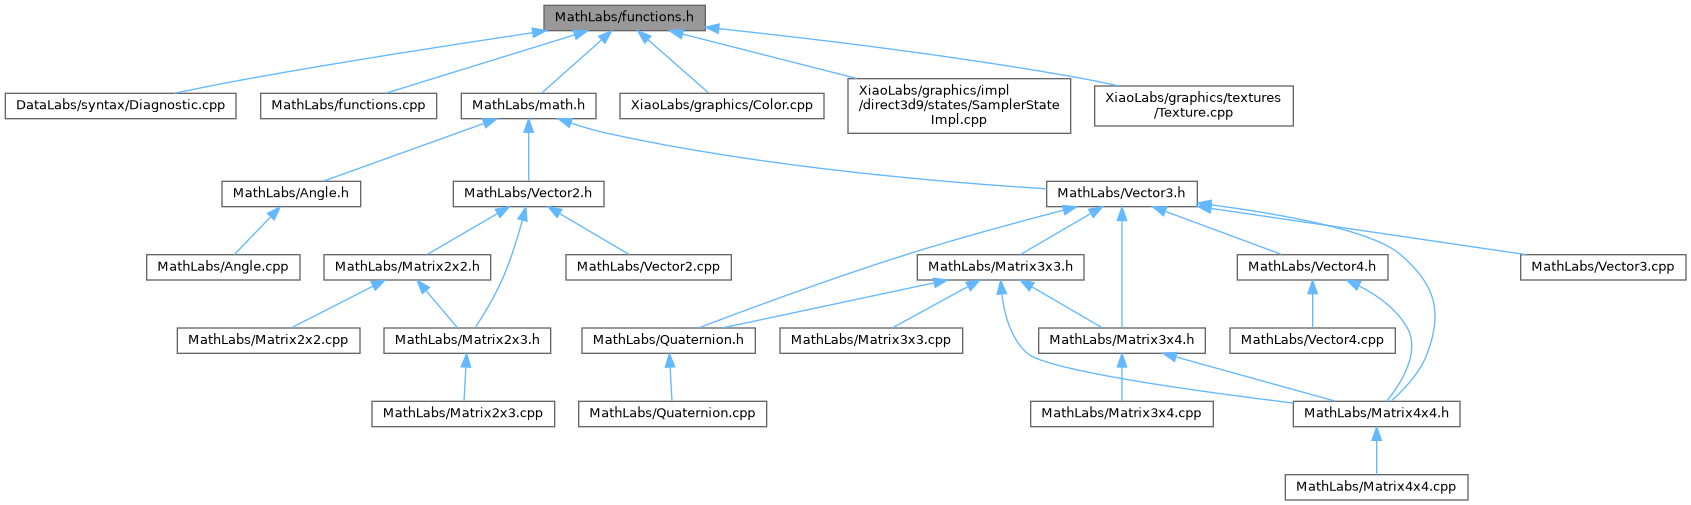 MathLabs/functions.h
DataLabs/syntax/Diagnostic.cpp
MathLabs/functions.cpp
MathLabs/math.h
XiaoLabs/graphics/Color.cpp
XiaoLabs/graphics/impl
/direct3d9/states/SamplerState
Impl.cpp
XiaoLabs/graphics/textures
/Texture.cpp
MathLabs/Angle.h
MathLabs/Vector2.h
MathLabs/Vector3.h
MathLabs/Angle.cpp
MathLabs/Matrix2x2.h
MathLabs/Vector2.cpp
MathLabs/Matrix3x3.h
MathLabs/Vector4.h
MathLabs/Vector3.cpp
MathLabs/Matrix2x2.cpp
MathLabs/Matrix2x3.h
MathLabs/Quaternion.h
MathLabs/Matrix3x3.cpp
MathLabs/Matrix3x4.h
MathLabs/Vector4.cpp
MathLabs/Matrix2x3.cpp
MathLabs/Quaternion.cpp
MathLabs/Matrix3x4.cpp
MathLabs/Matrix4x4.h
MathLabs/Matrix4x4.cpp